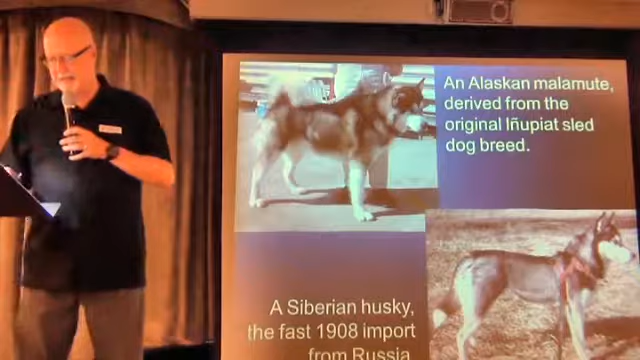 An Alaskan malamute,
derived from the
original Iñupiat sled
dog breed.
A Siberian husky,
the fast 1908 import
from Russia.